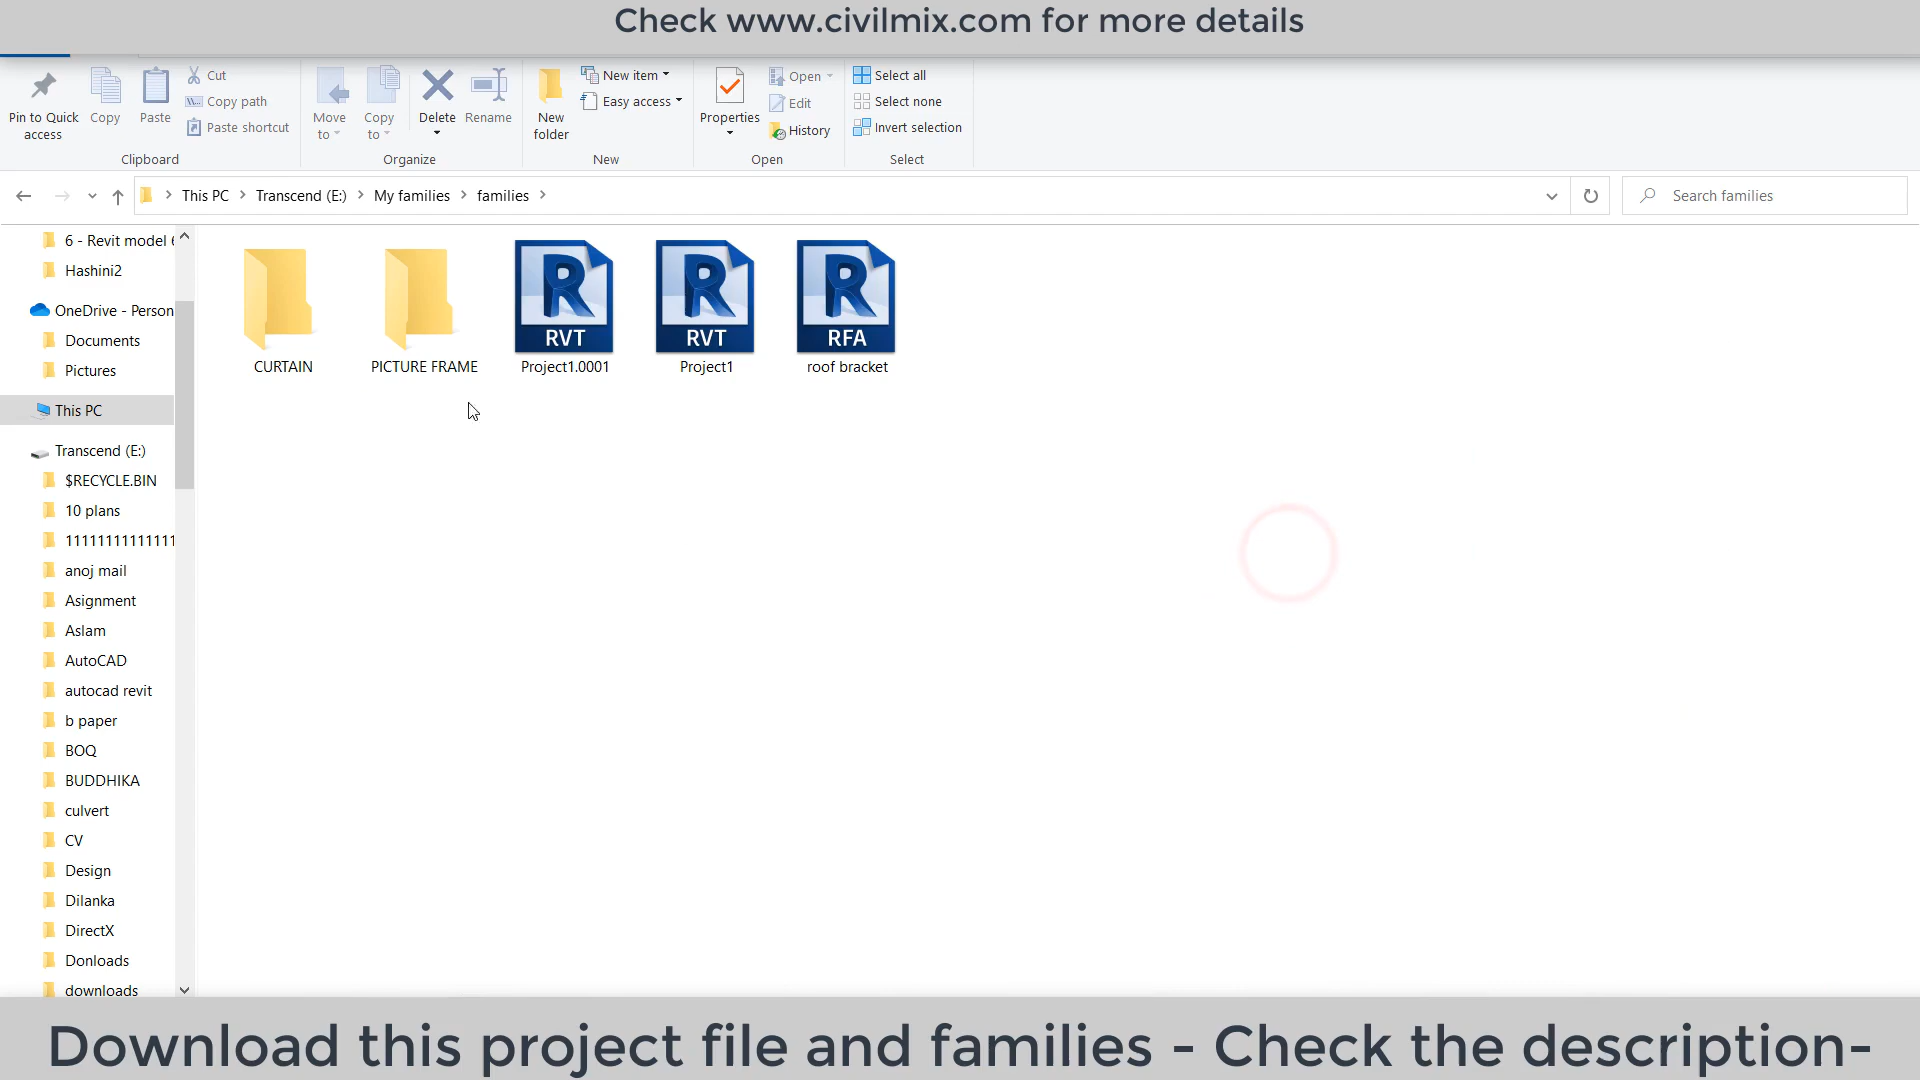 Check www.civilmix.com for more details
Pin to Quick access
Copy
Paste
Cut
Copy path
Paste shortcut
Clipboard
Move to
Copy to
Delete
Rename
Organize
New folder
New item
Easy access
New
Properties
Open
Edit
History
Open
Select all
Select none
Invert selection
Select
This PC
Transcend (E:)
My families
families
Search families
6 - Revit model 6
Hashini2
OneDrive - Person
Documents
Pictures
This PC
Transcend (E:)
$RECYCLE.BIN
10 plans
11111111111111
anoj mail
Asignment
Aslam
AutoCAD
autocad revit
b paper
BOQ
BUDDHIKA
culvert
CV
Design
Dilanka
DirectX
Donloads
downloads
CURTAIN
PICTURE FRAME
R RVT
Project1.0001
R RVT
Project1
R RFA
roof bracket
Download this project file and families - Check the description-